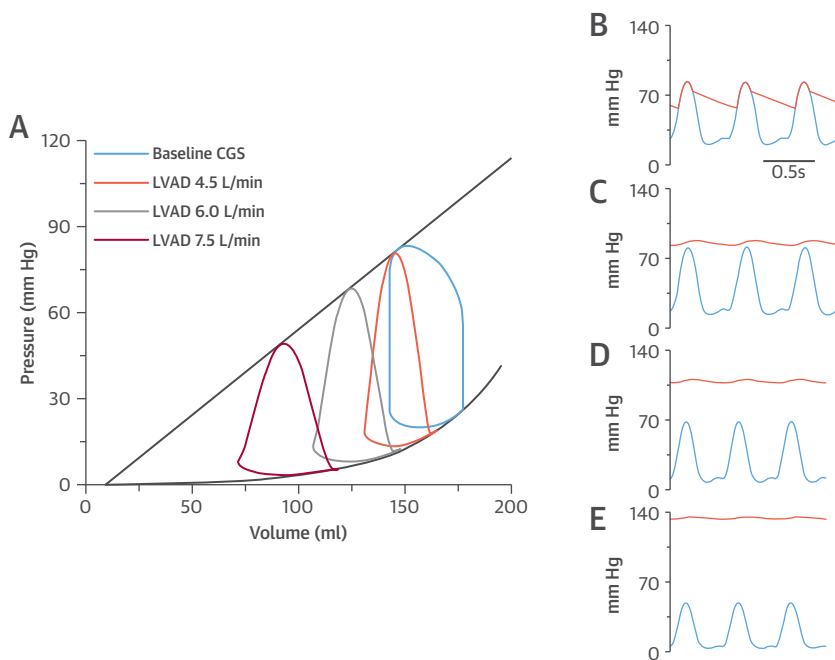 A
Pressure (mm Hg)
120
90
60
30
0
Baseline CGS
LVAD 4.5 L/min
LVAD 6.0 L/min
LVAD 7.5 L/min
0 50 100 150 200
Volume (ml)
B
mm Hg
140
70
0
0.5s
C
mm Hg
140
70
0
D
mm Hg
140
70
0
E
mm Hg
140
70
0